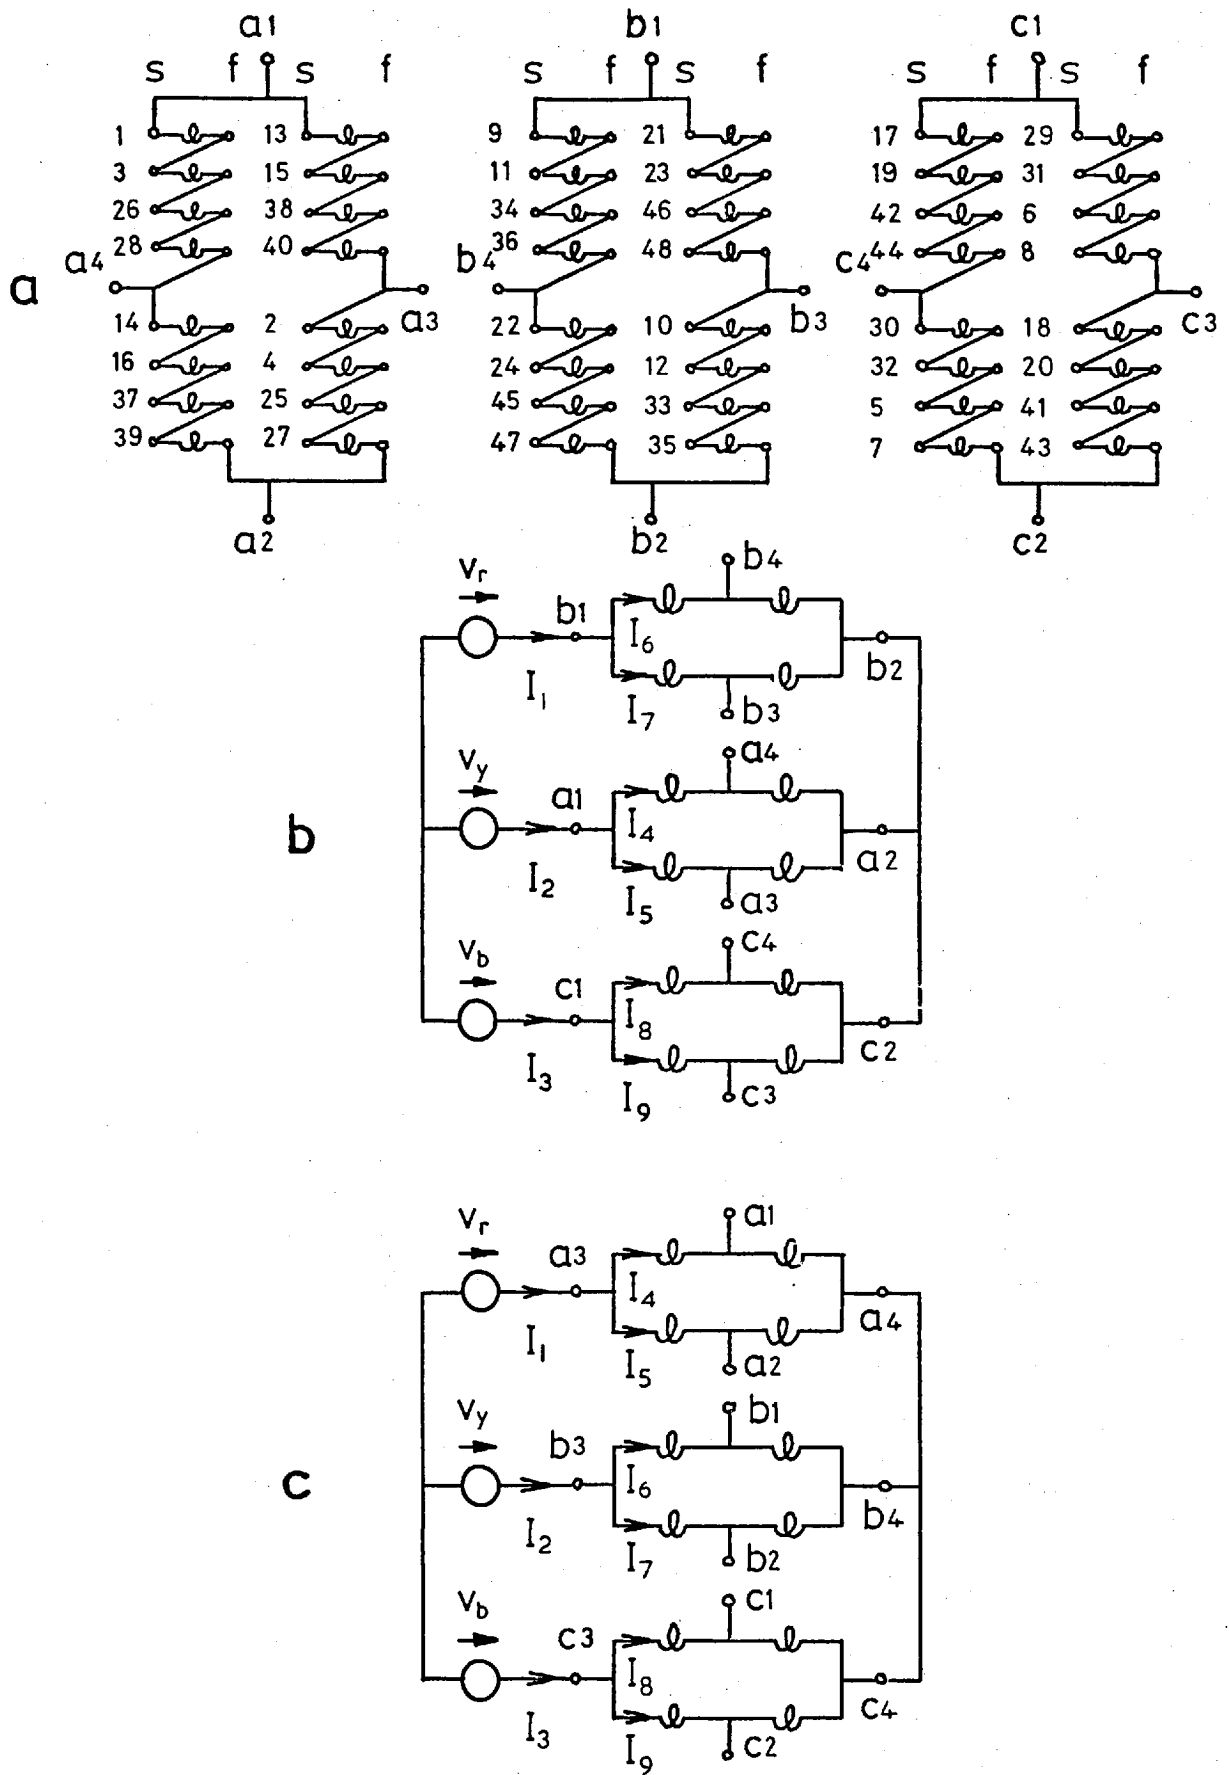 a1 b1 c1
s f s f s f s f s f s f
1 13 9 21 17 29
3 15 11 23 19 31
26 38 34 46 42 6
28 40 36 48 44 8
a4 b4 c4
a
a3 b3 c3
14 2 22 10 30 18
16 4 24 12 32 20
37 25 45 33 5 41
39 27 47 35 7 43
a2 b2 c2
b4
Vr
b1
I6
b2
I1
I7
b3
a4
Vy
a1
b
I4
a2
I2
I5
a3
c4
Vb
c1
I8
c2
I3
I9
c3
a1
Vr
a3
I4
a4
I1
I5
a2
b1
Vy
b3
c
I6
b4
I2
I7
b2
c1
Vb
c3
I8
c4
I3
I9
c2